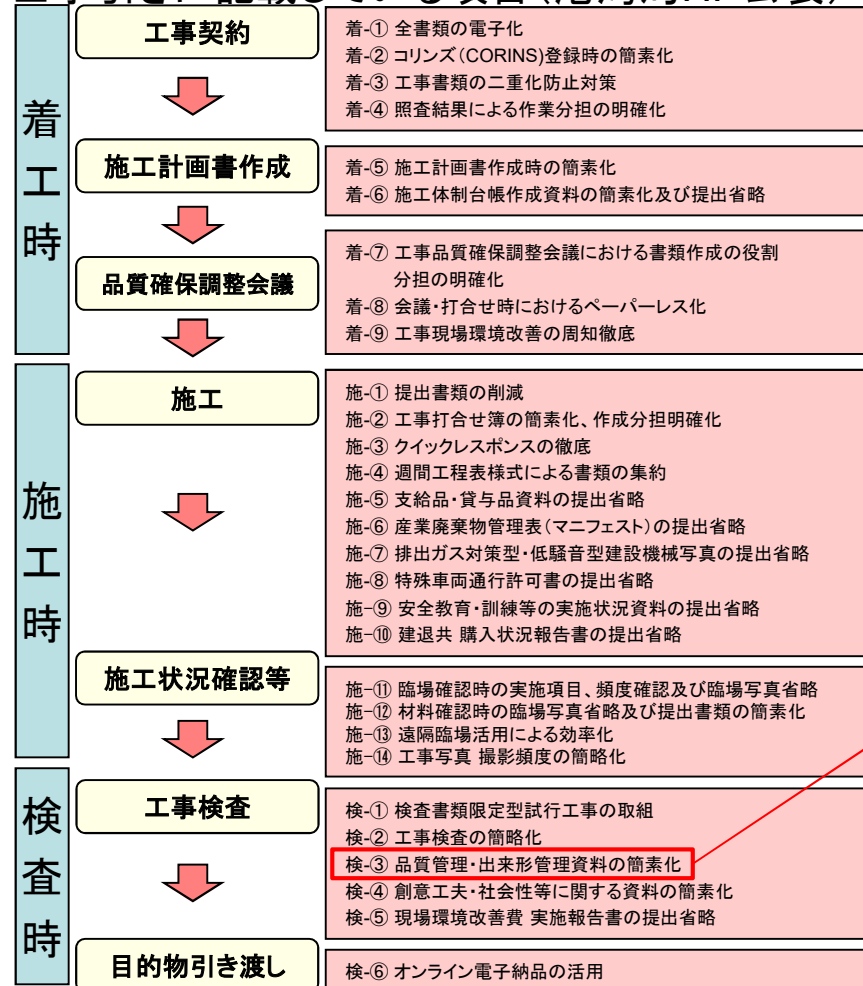 着工時
工事契約
着-① 全書類の電子化
着-② コリンズ(CORINS)登録時の簡素化
着-③ 工事書類の二重化防止対策
着-④ 照査結果による作業分担の明確化
施工計画書作成
着-⑤ 施工計画書作成時の簡素化
着-⑥ 施工体制台帳作成資料の簡素化及び提出省略
品質確保調整会議
着-⑦ 工事品質確保調整会議における書類作成の役割
分担の明確化
着-⑧ 会議・打合せ時におけるペーパーレス化
着-⑨ 工事現場環境改善の周知徹底
施工時
施工
施-① 提出書類の削減
施-② 工事打合せ簿の簡素化、作成分担明確化
施-③ クイックレスポンスの徹底
施-④ 週間工程表様式による書類の集約
施-⑤ 支給品・貸与品資料の提出省略
施-⑥ 産業廃棄物管理表(マニフェスト)の提出省略
施-⑦ 排出ガス対策型・低騒音型建設機械写真の提出省略
施-⑧ 特殊車両通行許可書の提出省略
施-⑨ 安全教育・訓練等の実施状況資料の提出省略
施-⑩ 建退共 購入状況報告書の提出省略
施工状況確認等
施-⑪ 臨場確認時の実施項目、頻度確認及び臨場写真省略
施-⑫ 材料確認時の臨場写真省略及び提出書類の簡素化
施-⑬ 遠隔臨場活用による効率化
施-⑭ 工事写真 撮影頻度の簡略化
検査時
工事検査
検-① 検査書類限定型試行工事の取組
検-② 工事検査の簡略化
検-③ 品質管理・出来形管理資料の簡素化
検-④ 創意工夫・社会性等に関する資料の簡素化
検-⑤ 現場環境改善費 実施報告書の提出省略
目的物引き渡し
検-⑥ オンライン電子納品の活用